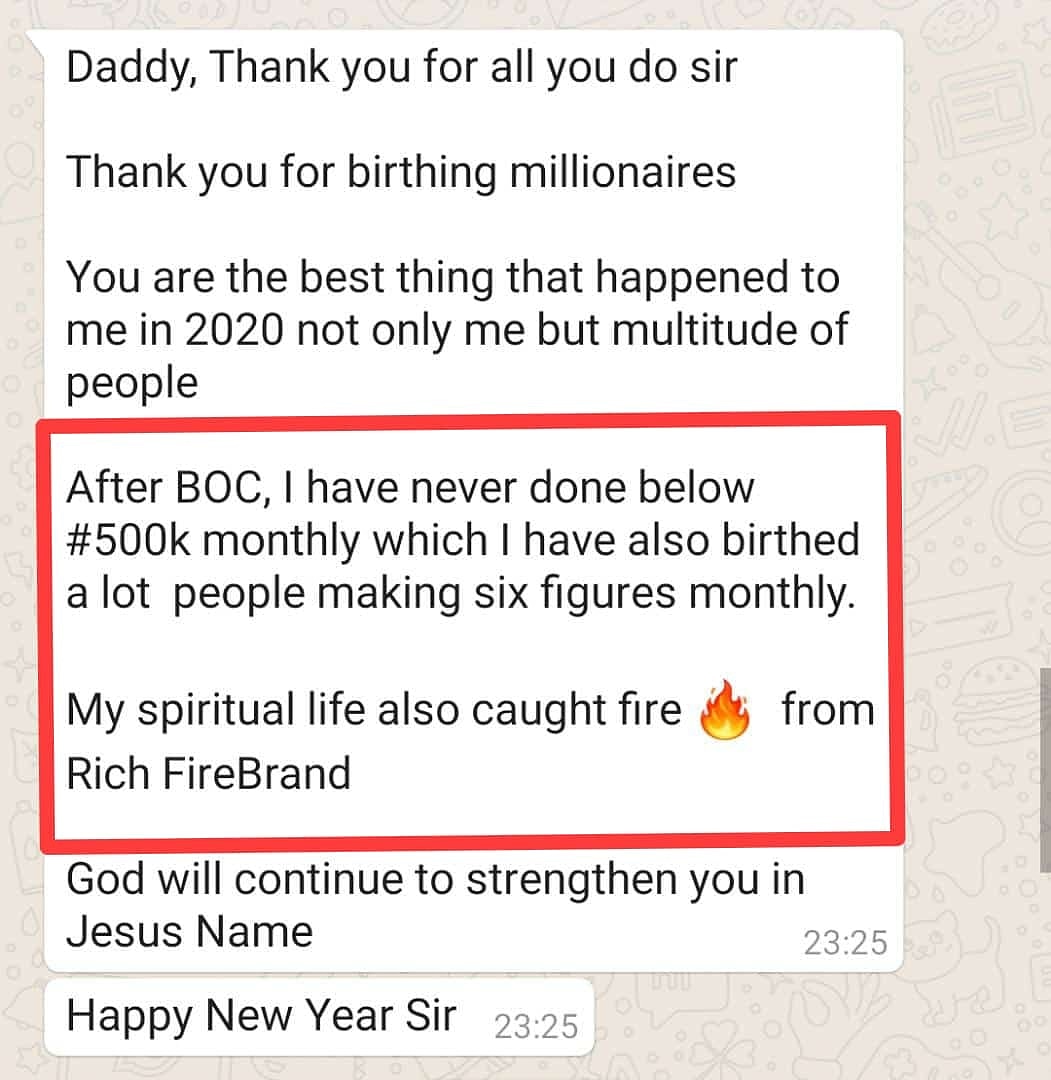 Daddy, Thank you for all you do sir
Thank you for birthing millionaires
You are the best thing that happened to
me in 2020 not only me but multitude of
people
After BOC, I have never done below
#500k monthly which I have also birthed
a lot  people making six figures monthly.
My spiritual life also caught fire 🔥  from
Rich FireBrand
God will continue to strengthen you in
Jesus Name
23:25
Happy New Year Sir
23:25